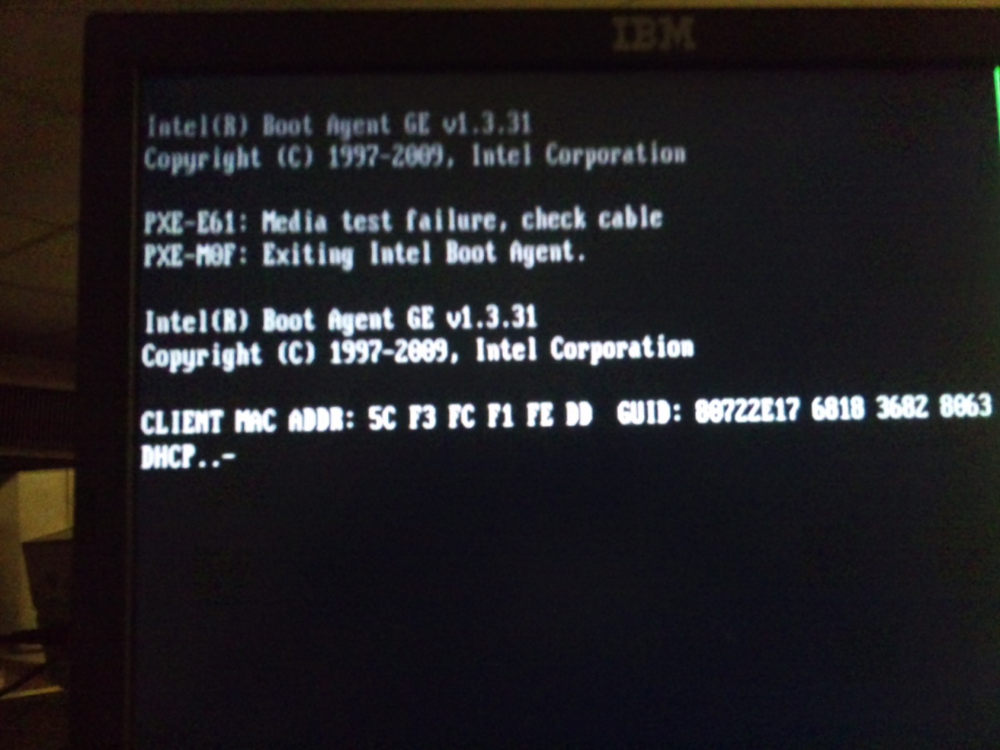 IBM
Intel(R) Boot Agent GE v1.3.31
Copyright (C) 1997-2009, Intel Corporation
PXE-E61: Media test failure, check cable
PXE-M0F: Exiting Intel Boot Agent.
Intel(R) Boot Agent GE v1.3.31
Copyright (C) 1997-2009, Intel Corporation
CLIENT MAC ADDR: 5C F3 FC F1 FE DD  GUID: 80722E17 6818 3682 8063
DHCP..-